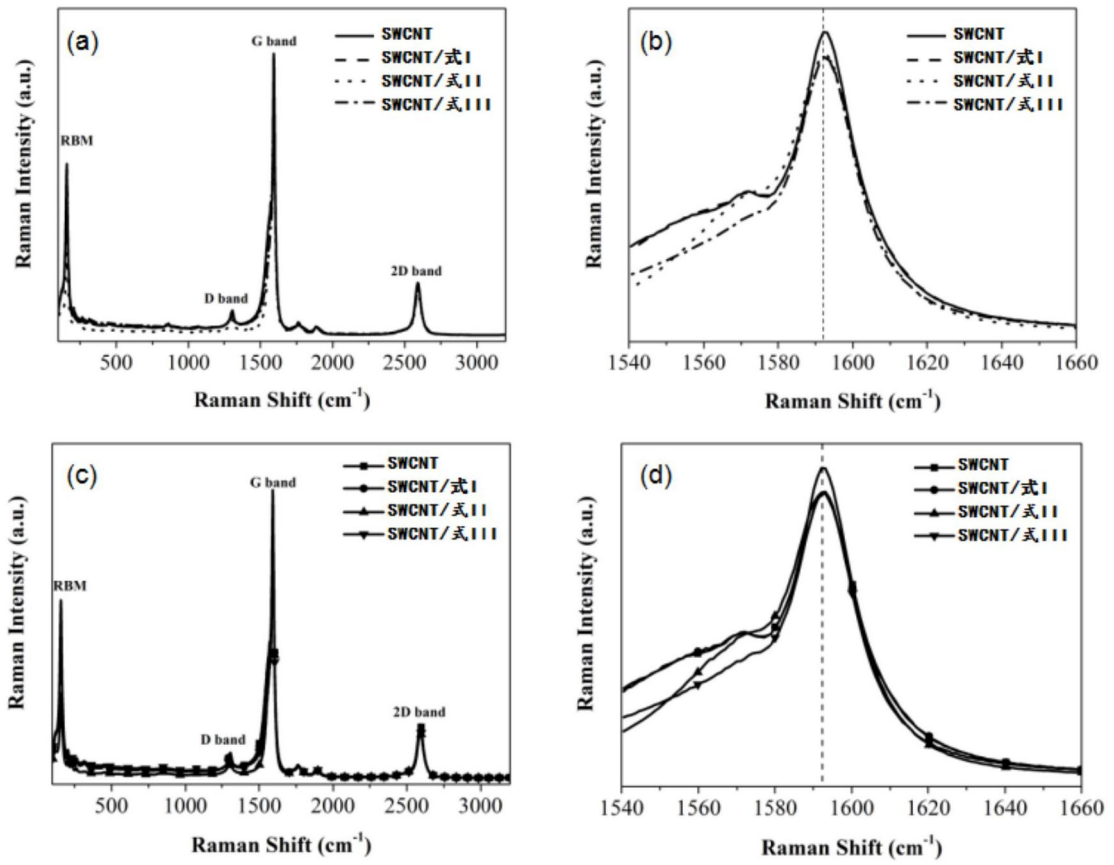 (a)
G band
RBM
D band
2D band
SWCNT
SWCNT/式I
SWCNT/式II
SWCNT/式III
Raman Intensity (a.u.)
500 1000 1500 2000 2500 3000
Raman Shift (cm-1)
(b)
SWCNT
SWCNT/式I
SWCNT/式II
SWCNT/式III
Raman Intensity (a.u.)
1540 1560 1580 1600 1620 1640 1660
Raman Shift (cm-1)
(c)
G band
RBM
D band
2D band
SWCNT
SWCNT/式I
SWCNT/式II
SWCNT/式III
Raman Intensity (a.u.)
500 1000 1500 2000 2500 3000
Raman Shift (cm-1)
(d)
SWCNT
SWCNT/式I
SWCNT/式II
SWCNT/式III
Raman Intensity (a.u.)
1540 1560 1580 1600 1620 1640 1660
Raman Shift (cm-1)